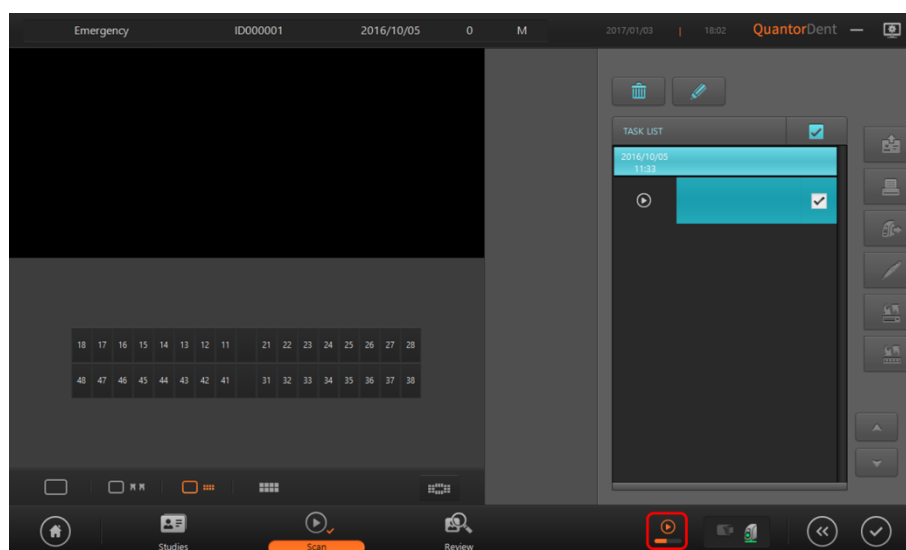 Emergency ID000001 2016/10/05 0 M 2017/01/03 | 18:02 QuantorDent
TASK LIST
2016/10/05
11:33
18 17 16 15 14 13 12 11 21 22 23 24 25 26 27 28
48 47 46 45 44 43 42 41 31 32 33 34 35 36 37 38
Studies Scan Review